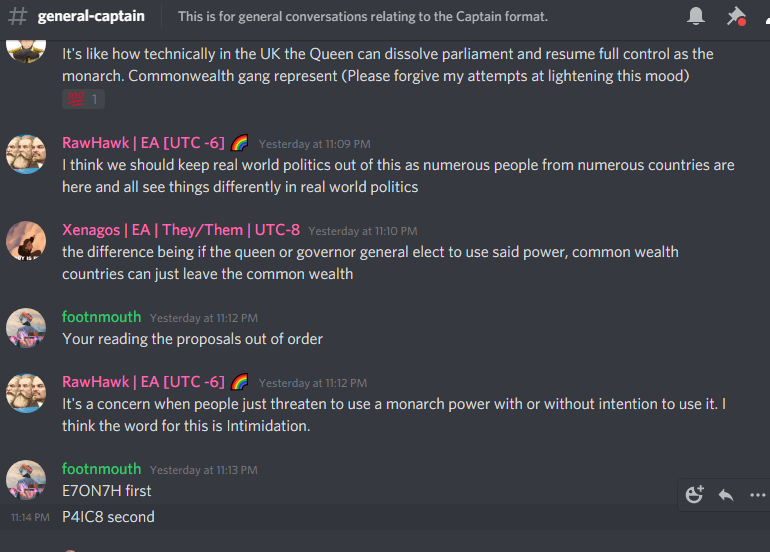 # general-captain
This is for general conversations relating to the Captain format.
It's like how technically in the UK the Queen can dissolve parliament and resume full control as the
monarch. Commonwealth gang represent (Please forgive my attempts at lightening this mood)
💯 1
RawHawk | EA [UTC -6] 🌈 Yesterday at 11:09 PM
I think we should keep real world politics out of this as numerous people from numerous countries are
here and all see things differently in real world politics
Xenagos | EA | They/Them | UTC-8 Yesterday at 11:10 PM
the difference being if the queen or governor general elect to use said power, common wealth
countries can just leave the common wealth
footnmouth Yesterday at 11:12 PM
Your reading the proposals out of order
RawHawk | EA [UTC -6] 🌈 Yesterday at 11:12 PM
It's a concern when people just threaten to use a monarch power with or without intention to use it. I
think the word for this is Intimidation.
footnmouth Yesterday at 11:13 PM
E7ON7H first
11:14 PM P4IC8 second